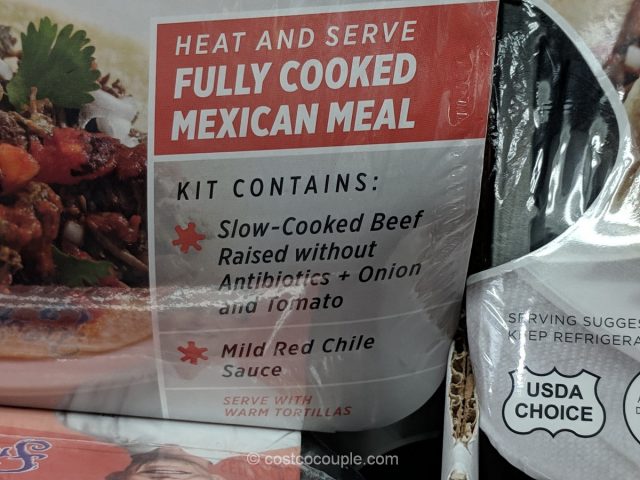 HEAT AND SERVE
FULLY COOKED
MEXICAN MEAL
KIT CONTAINS:
Slow-Cooked Beef
Raised without
Antibiotics + Onion
and Tomato
Mild Red Chile
Sauce
SERVE WITH
WARM TORTILLAS
SERVING SUGGES
KEEP REFRIGERA
USDA
CHOICE
© costcocouple.com